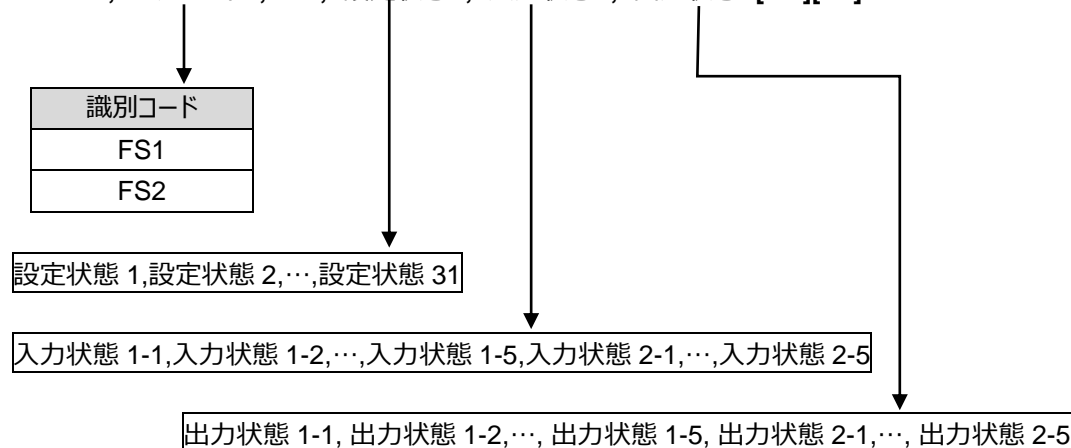 識別コード
FS1
FS2
設定状態 1,設定状態 2,…,設定状態 31
入力状態 1-1,入力状態 1-2,…,入力状態 1-5,入力状態 2-1,…,入力状態 2-5
出力状態 1-1, 出力状態 1-2,…, 出力状態 1-5, 出力状態 2-1,…, 出力状態 2-5